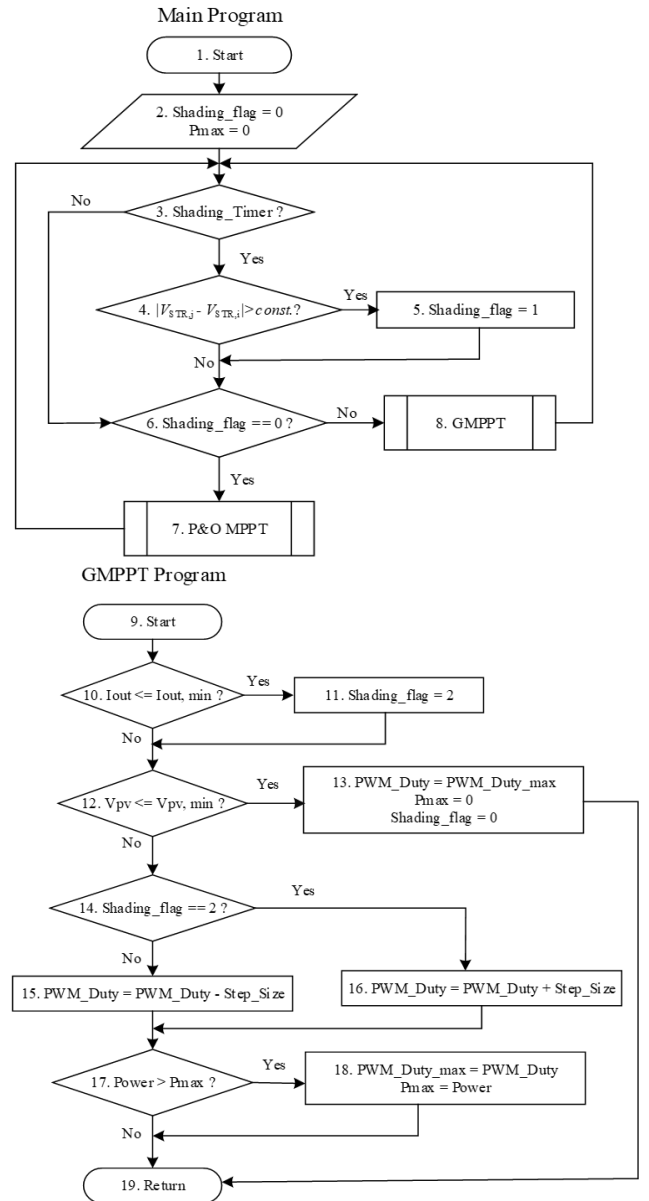 Main Program
1. Start
2. Shading_flag = 0
Pmax = 0
No
3. Shading_Timer ?
Yes
4. |VSTR,j - VSTR,i|>const.?
Yes
5. Shading_flag = 1
No
6. Shading_flag == 0 ?
No
8. GMPPT
Yes
7. P&O MPPT
GMPPT Program
9. Start
10. Iout <= Iout, min ?
Yes
11. Shading_flag = 2
No
12. Vpv <= Vpv, min ?
Yes
13. PWM_Duty = PWM_Duty_max
Pmax = 0
Shading_flag = 0
No
14. Shading_flag == 2 ?
Yes
No
15. PWM_Duty = PWM_Duty - Step_Size
16. PWM_Duty = PWM_Duty + Step_Size
17. Power > Pmax ?
Yes
18. PWM_Duty_max = PWM_Duty
Pmax = Power
No
19. Return